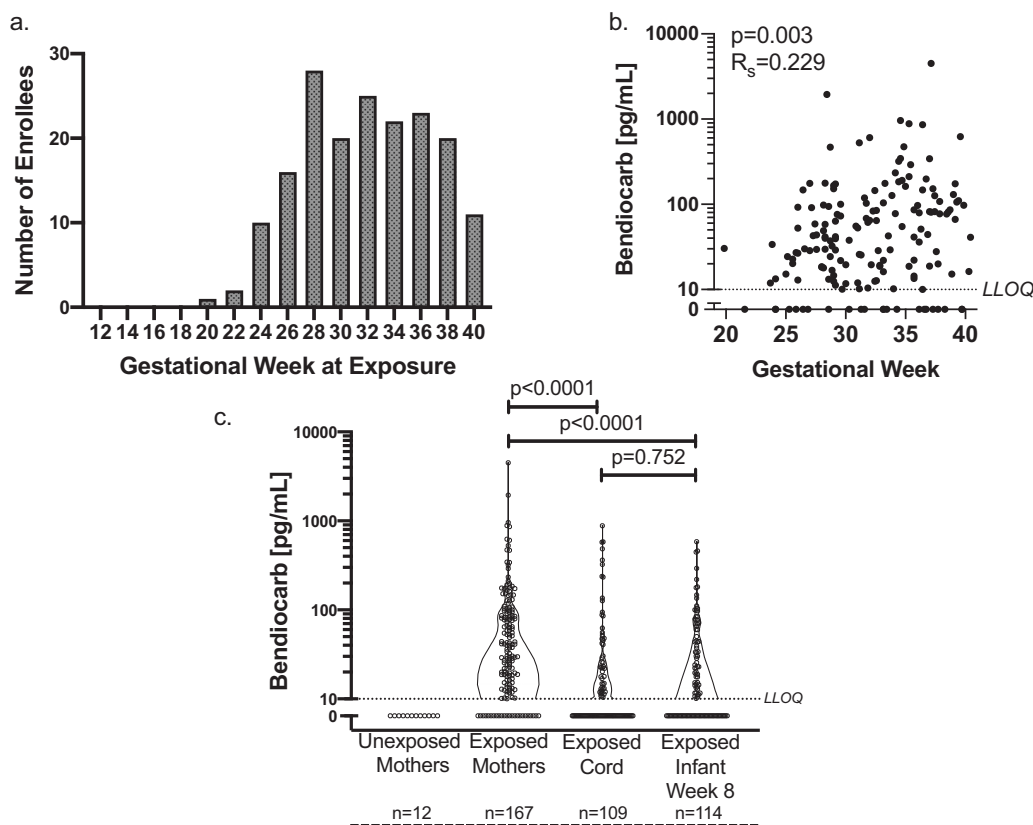 a.
30
20
10
0
Number of Enrollees
12 14 16 18 20 22 24 26 28 30 32 34 36 38 40
Gestational Week at Exposure
b.
p=0.003
Rs=0.229
10000
1000
100
10
0
Bendiocarb [pg/mL]
LLOQ
20 25 30 35 40
Gestational Week
c.
p<0.0001
p<0.0001
p=0.752
10000
1000
100
10
0
Bendiocarb [pg/mL]
LLOQ
Unexposed Mothers
Exposed Mothers
Exposed Cord
Exposed Infant Week 8
n=12 n=167 n=109 n=114